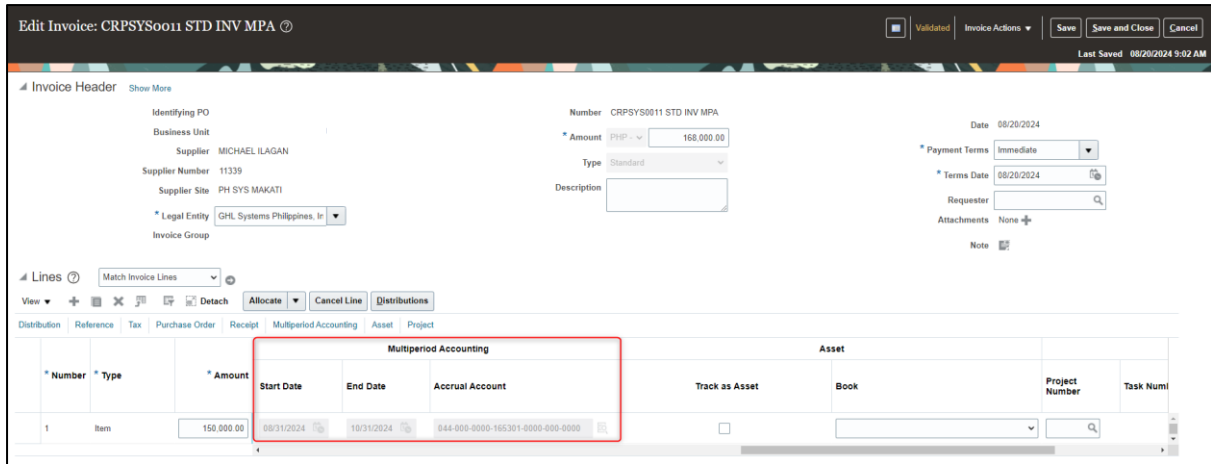 Edit Invoice: CRPSYS0011 STD INV MPA
Validated Invoice Actions Save Save and Close Cancel
Last Saved 08/20/2024 9:02 AM
Invoice Header Show More
Identifying PO
Business Unit
Supplier MICHAEL ILAGAN
Supplier Number 11339
Supplier Site PH SYS MAKATI
* Legal Entity GHL Systems Philippines, In
Invoice Group
Number CRPSYS0011 STD INV MPA
* Amount PHP - 168,000.00
Type Standard
Description
Date 08/20/2024
* Payment Terms Immediate
* Terms Date 08/20/2024
Requester
Attachments None
Note
Lines Match Invoice Lines
View Detach Allocate Cancel Line Distributions
Distribution Reference Tax Purchase Order Receipt Multiperiod Accounting Asset Project
Multiperiod Accounting Asset
* Number * Type * Amount Start Date End Date Accrual Account Track as Asset Book Project Number Task Numl
1 Item 150,000.00 08/31/2024 10/31/2024 044-000-0000-165301-0000-000-0000